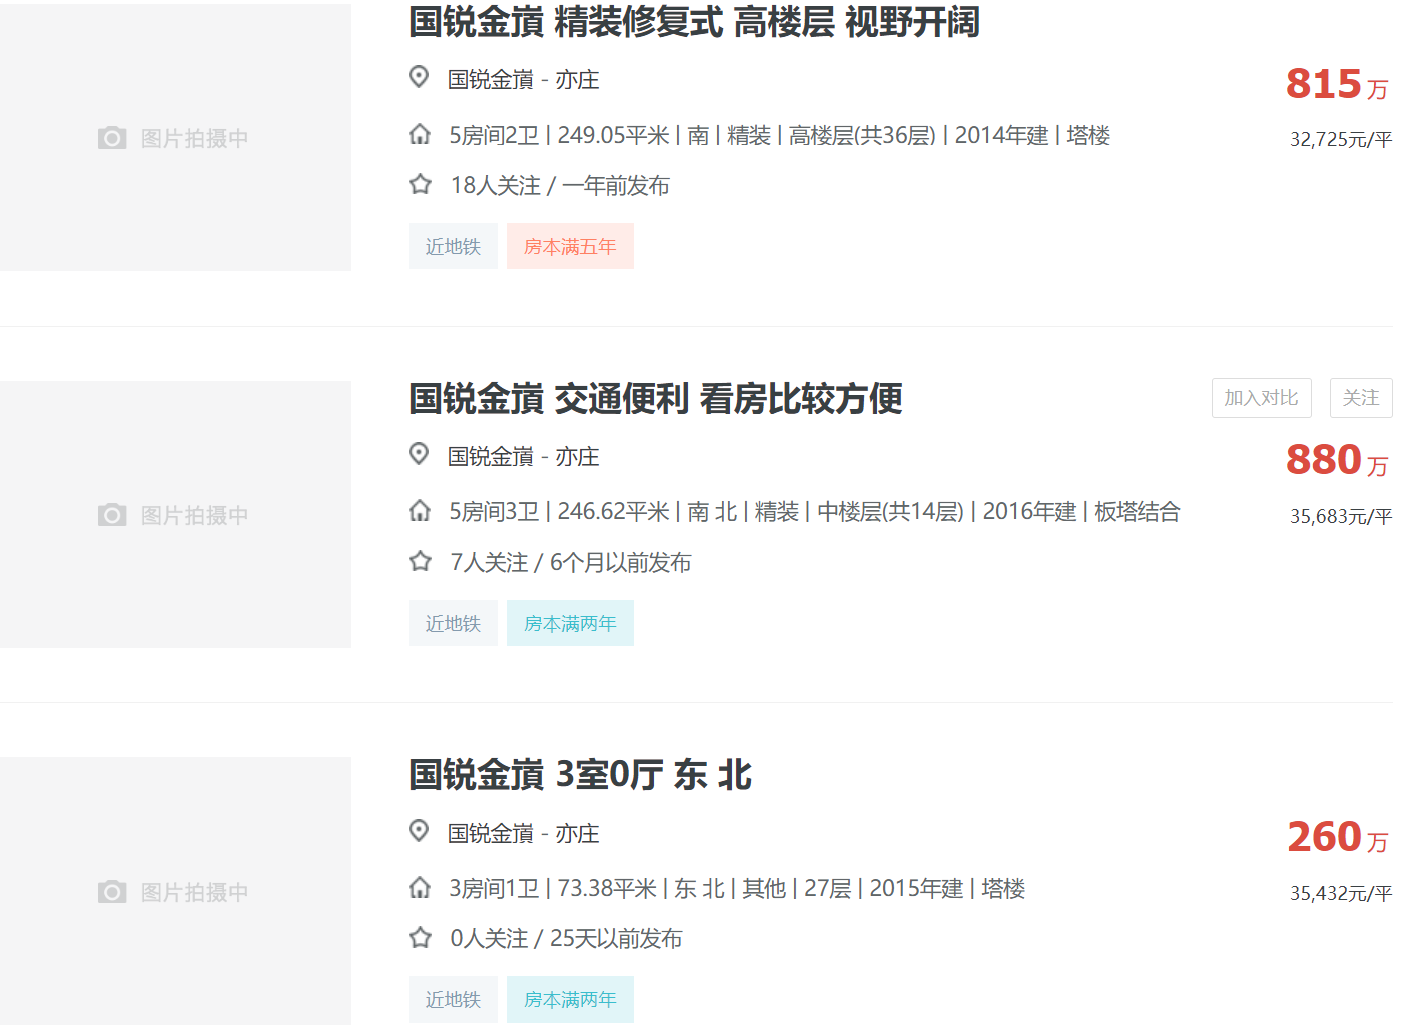 国锐金嵿 精装修复式 高楼层 视野开阔
国锐金嵿 - 亦庄
815万
图片拍摄中
5房间2卫 | 249.05平米 | 南 | 精装 | 高楼层(共36层) | 2014年建 | 塔楼
32,725元/平
18人关注 / 一年前发布
近地铁 房本满五年
国锐金嵿 交通便利 看房比较方便
加入对比 关注
国锐金嵿 - 亦庄
880万
图片拍摄中
5房间3卫 | 246.62平米 | 南 北 | 精装 | 中楼层(共14层) | 2016年建 | 板塔结合
35,683元/平
7人关注 / 6个月以前发布
近地铁 房本满两年
国锐金嵿 3室0厅 东 北
国锐金嵿 - 亦庄
260万
图片拍摄中
3房间1卫 | 73.38平米 | 东 北 | 其他 | 27层 | 2015年建 | 塔楼
35,432元/平
0人关注 / 25天以前发布
近地铁 房本满两年